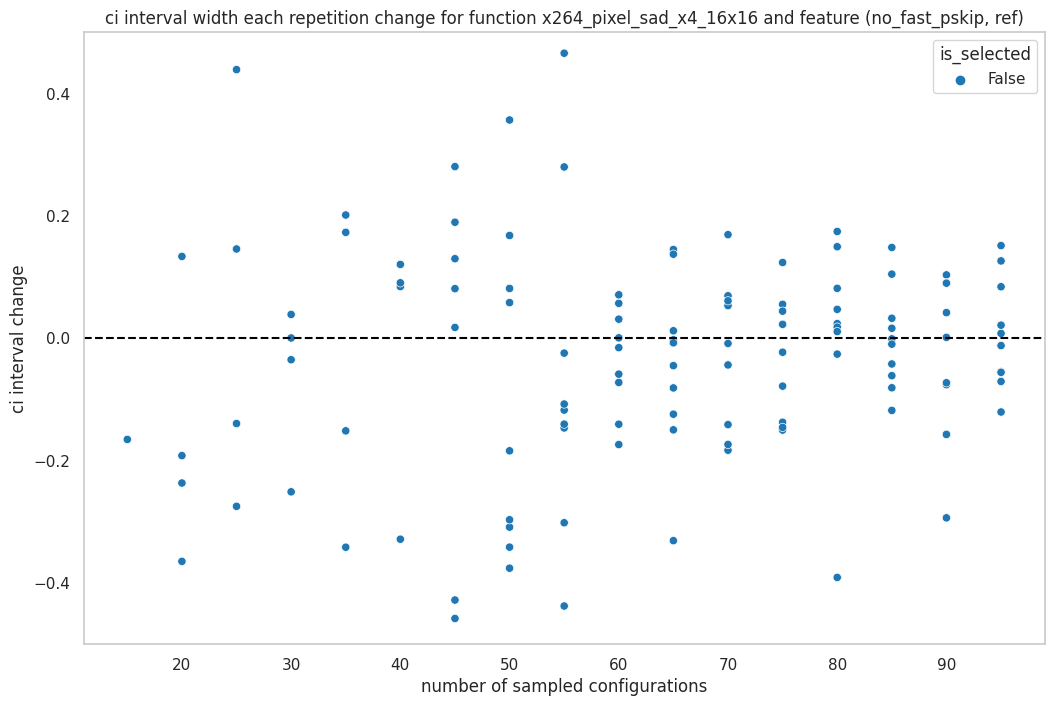 ci interval width each repetition change for function x264_pixel_sad_x4_16x16 and feature (no_fast_pskip, ref)
is_selected
False
0.4
0.2
0.0
−0.2
−0.4
ci interval change
20 30 40 50 60 70 80 90
number of sampled configurations